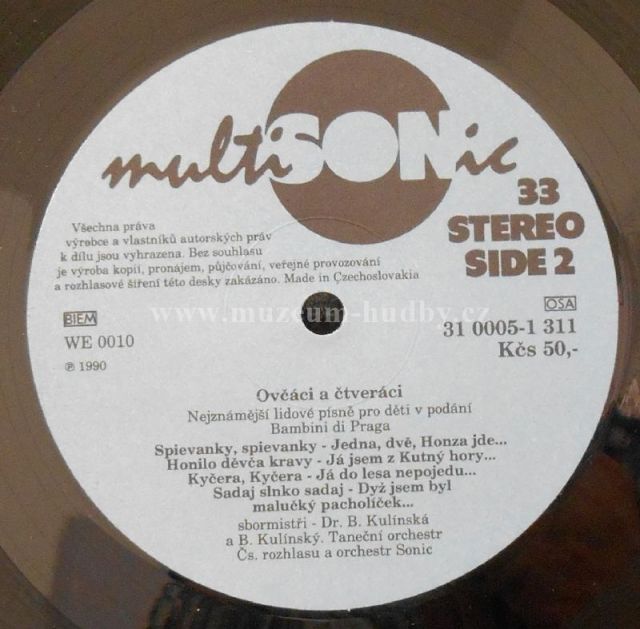 multiSONic
33
STEREO
SIDE 2
Všechna práva
výrobce a vlastníků autorských práv
k dílu jsou vyhrazena. Bez souhlasu
je výroba kopií, pronájem, půjčování, veřejné provozování
a rozhlasové šíření této desky zakázáno. Made in Czechoslovakia
www.muzeum-hudby.cz
BIEM
OSA
WE 0010
31 0005-1 311
Kčs 50,-
℗ 1990
Ovčáci a čtveráci
Nejznámější lidové písně pro děti v podání
Bambini di Praga
Spievanky, spievanky - Jedna, dvě, Honza jde...
Honilo děvča kravy - Já jsem z Kutný hory...
Kyčera, Kyčera - Já do lesa nepojedu...
Sadaj slnko sadaj - Dyž jsem byl
malučký pacholíček...
sbormistři - Dr. B. Kulínská
a B. Kulínský. Taneční orchestr
Čs. rozhlasu a orchestr Sonic